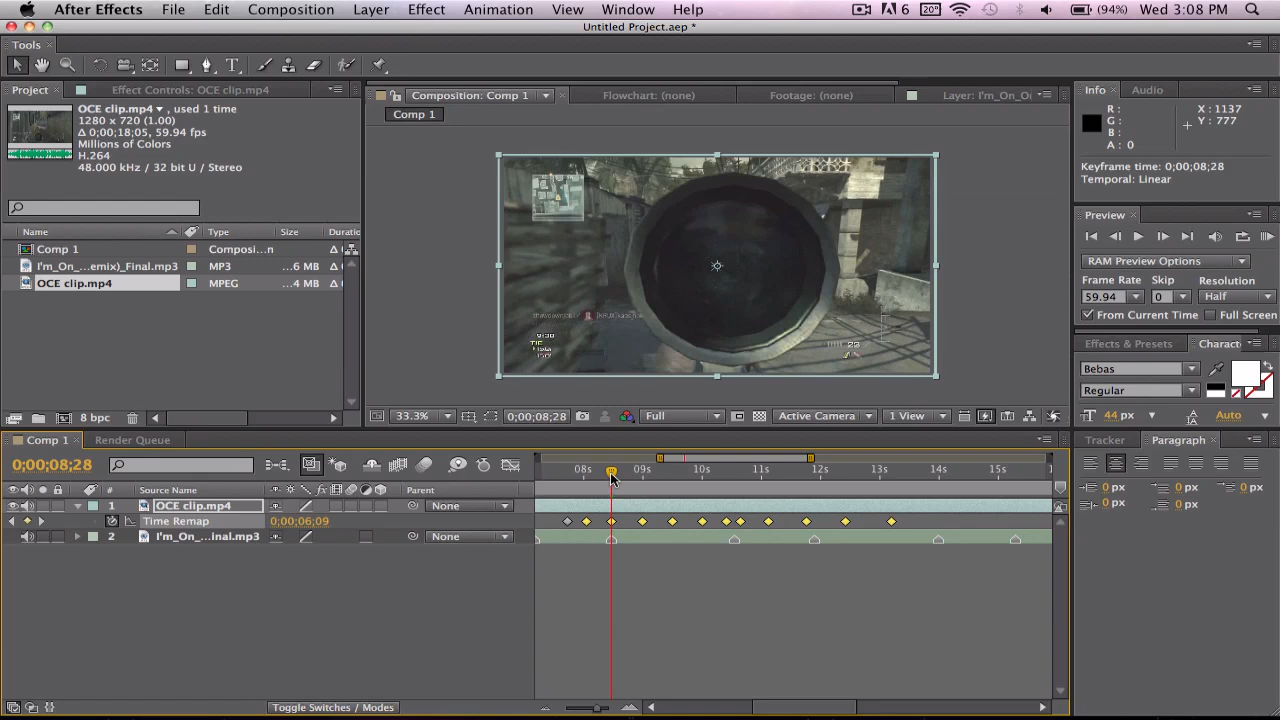 After Effects File Edit Composition Layer Effect Animation View Window Help 6 20° (94%) Wed 3:08 PM
Untitled Project.aep *
Tools
Project Effect Controls: OCE clip.mp4
OCE clip.mp4 , used 1 time
1280 x 720 (1.00)
Δ 0;00;18;05, 59.94 fps
Millions of Colors
H.264
48.000 kHz / 32 bit U / Stereo
Name Type Size Duratic
Comp 1 Composi...n
I'm_On_...emix)_Final.mp3 MP3 ...6 MB
OCE clip.mp4 MPEG ...4 MB
8 bpc
Composition: Comp 1 Flowchart: (none) Footage: (none) Layer: I'm_On_O
Comp 1
9:30
TIE
23
33.3% 0;00;08;28 Full Active Camera 1 View
Info Audio
R : X : 1137
G : Y : 777
B :
A : 0
Keyframe time: 0;00;08;28
Temporal: Linear
Preview
RAM Preview Options
Frame Rate Skip Resolution
59.94 0 Half
From Current Time Full Screen
Effects & Presets Charact
Bebas
Regular
44 px Auto
Tracker Paragraph
0 px 0 px 0 px
0 px 0 px
Comp 1 Render Queue
0;00;08;28
08s 09s 10s 11s 12s 13s 14s 15s
# Source Name Parent
1 OCE clip.mp4 None
Time Remap 0;00;06;09
2 I'm_On_...inal.mp3 None
Toggle Switches / Modes